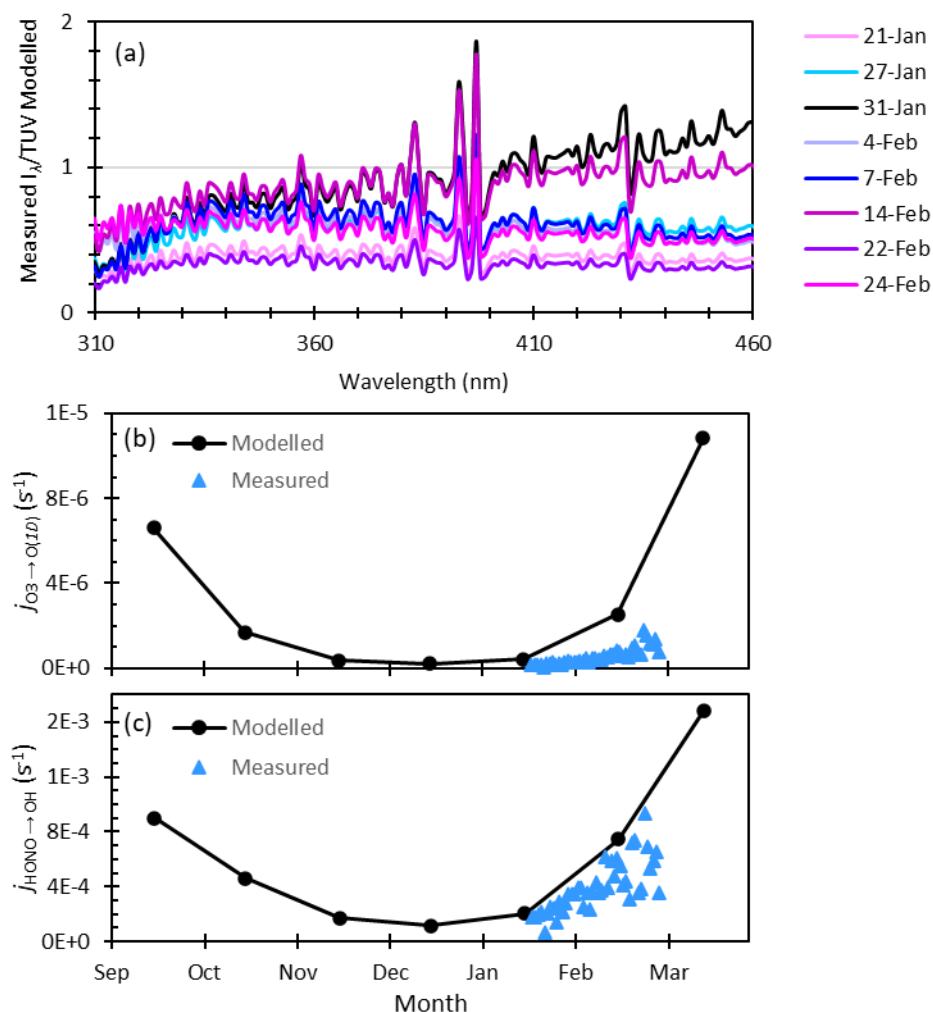 2
(a)
1
0
Measured Iλ/TUV Modelled
310
360
410
460
Wavelength (nm)
21-Jan
27-Jan
31-Jan
4-Feb
7-Feb
14-Feb
22-Feb
24-Feb
1E-5
8E-6
4E-6
0E+0
(b)
Modelled
Measured
jO3 → O(1D) (s-1)
2E-3
1E-3
8E-4
4E-4
0E+0
(c)
Modelled
Measured
jHONO → OH (s-1)
Sep
Oct
Nov
Dec
Jan
Feb
Mar
Month